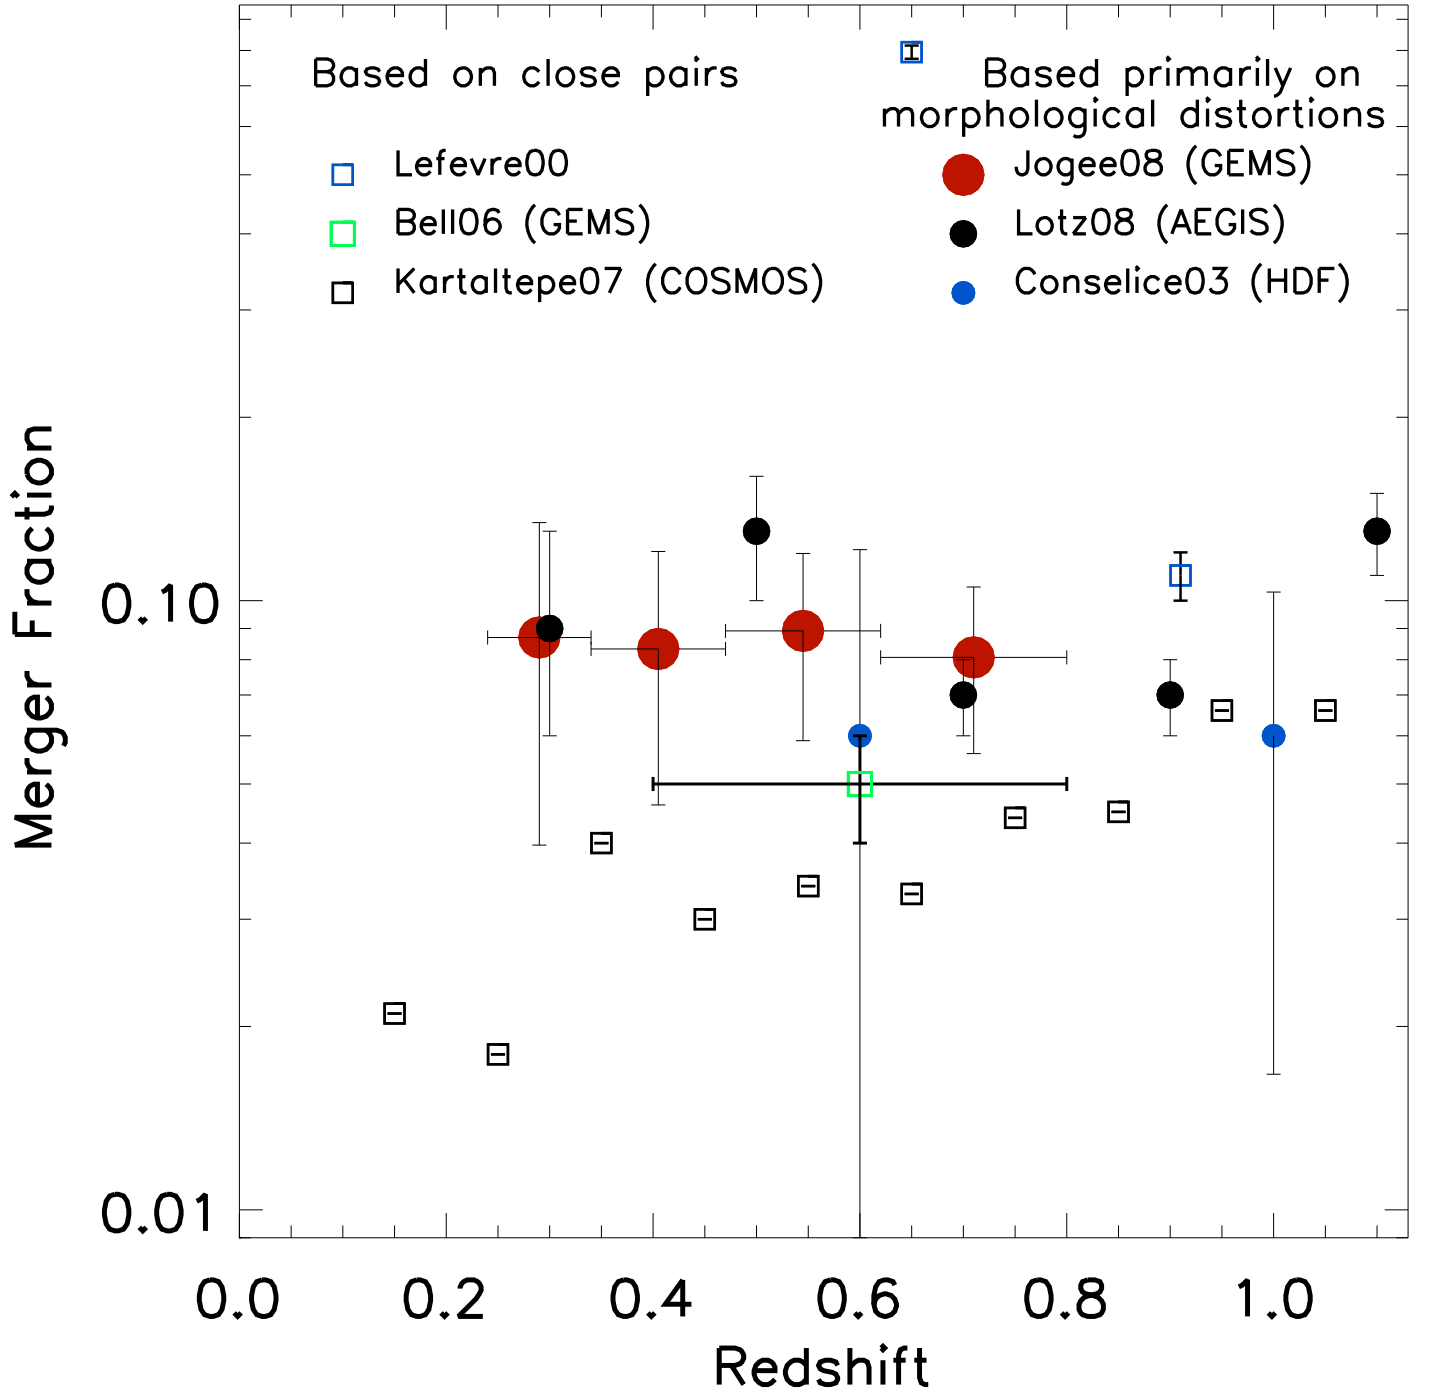 Based on close pairs
Lefevre00
Bell06 (GEMS)
Kartaltepe07 (COSMOS)
Based primarily on
morphological distortions
Jogee08 (GEMS)
Lotz08 (AEGIS)
Conselice03 (HDF)
Merger Fraction
0.10
0.01
0.0 0.2 0.4 0.6 0.8 1.0
Redshift